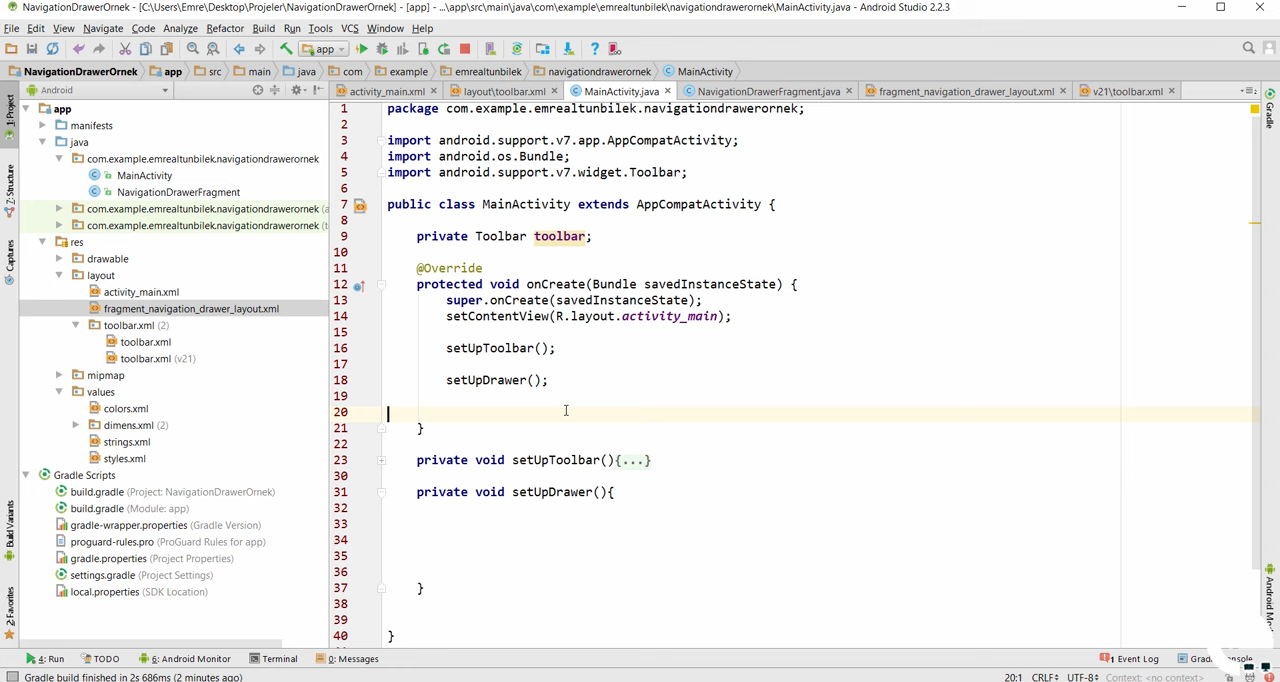 NavigationDrawerOrnek - [C:\Users\Emre\Desktop\Projeler\NavigationDrawerOrnek] - [app] - ...\app\src\main\java\com\example\emrealtunbilek\navigationdrawerornek\MainActivity.java - Android Studio 2.2.3
File Edit View Navigate Code Analyze Refactor Build Run Tools VCS Window Help
app
NavigationDrawerOrnek app src main java com example emrealtunbilek navigationdrawerornek MainActivity
Android
activity_main.xml layout\toolbar.xml MainActivity.java NavigationDrawerFragment.java fragment_navigation_drawer_layout.xml v21\toolbar.xml
1: Project
Z: Structure
Captures
Build Variants
2: Favorites
app
manifests
java
com.example.emrealtunbilek.navigationdrawerornek
MainActivity
NavigationDrawerFragment
com.example.emrealtunbilek.navigationdrawerornek (a
com.example.emrealtunbilek.navigationdrawerornek (t
res
drawable
layout
activity_main.xml
fragment_navigation_drawer_layout.xml
toolbar.xml (2)
toolbar.xml
toolbar.xml (v21)
mipmap
values
colors.xml
dimens.xml (2)
strings.xml
styles.xml
Gradle Scripts
build.gradle (Project: NavigationDrawerOrnek)
build.gradle (Module: app)
gradle-wrapper.properties (Gradle Version)
proguard-rules.pro (ProGuard Rules for app)
gradle.properties (Project Properties)
settings.gradle (Project Settings)
local.properties (SDK Location)
1 package com.example.emrealtunbilek.navigationdrawerornek;
2
3 import android.support.v7.app.AppCompatActivity;
4 import android.os.Bundle;
5 import android.support.v7.widget.Toolbar;
6
7 public class MainActivity extends AppCompatActivity {
8
9 private Toolbar toolbar;
10
11 @Override
12 protected void onCreate(Bundle savedInstanceState) {
13 super.onCreate(savedInstanceState);
14 setContentView(R.layout.activity_main);
15
16 setUpToolbar();
17
18 setUpDrawer();
19
20
21 }
22
23 private void setUpToolbar(){...}
30
31 private void setUpDrawer(){
32
33
34
35
36
37 }
38
39
40 }
Gradle
4: Run TODO 6: Android Monitor Terminal 0: Messages 1 Event Log
Gradle build finished in 2s 686ms (2 minutes ago) 20:1 CRLF÷ UTF-8÷ Context: <no context>